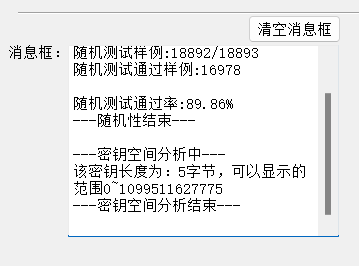 清空消息框
消息框：
随机测试样例:18892/18893
随机测试通过样例:16978
随机测试通过率:89.86%
---随机性结束---
---密钥空间分析中---
该密钥长度为：5字节，可以显示的
范围0~1099511627775
---密钥空间分析结束---